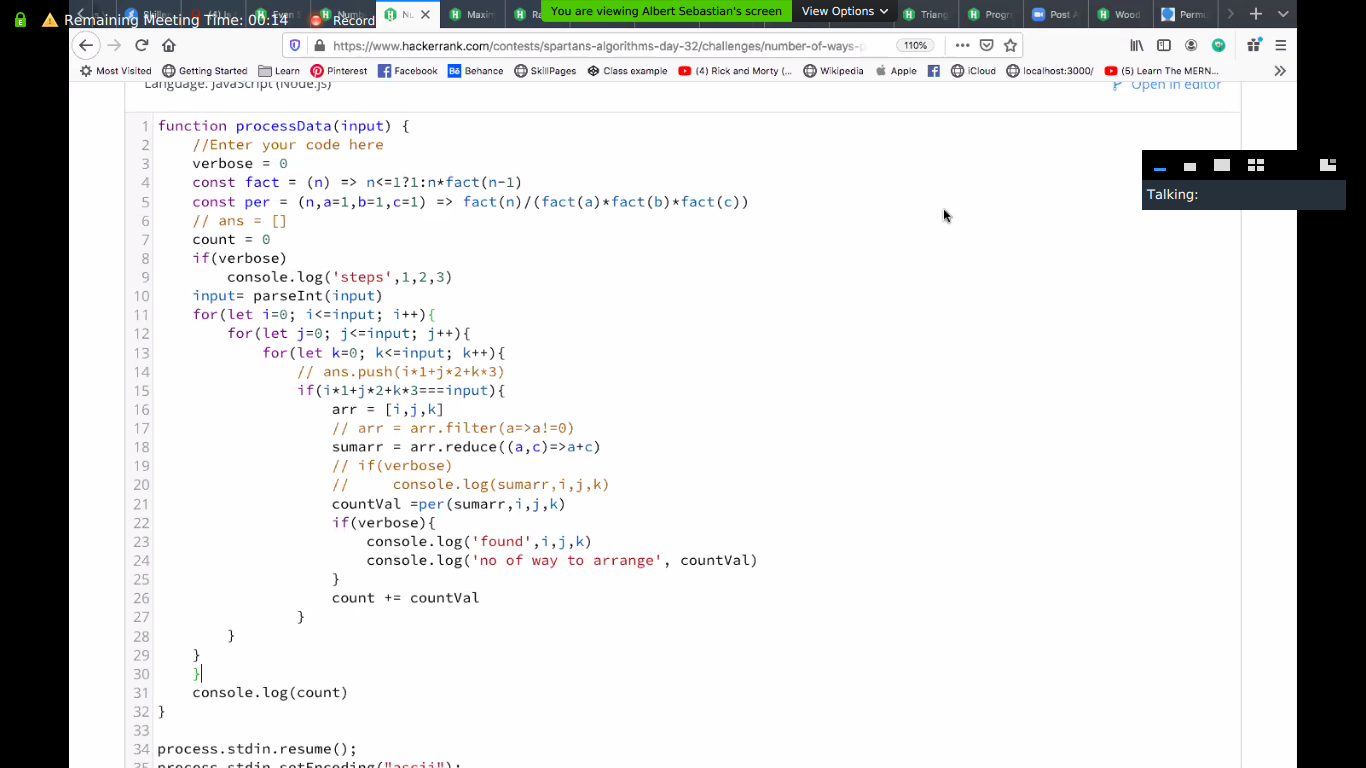 Remaining Meeting Time: 00:14
Record
Maxin
You are viewing Albert Sebastian's screen
View Options
Triang
Progr
Post A
Wood
Permu
https://www.hackerrank.com/contests/spartans-algorithms-day-32/challenges/number-of-ways-p
110%
Most Visited
Getting Started
Learn
Pinterest
Facebook
Behance
SkillPages
Class example
(4) Rick and Morty (...
Wikipedia
Apple
iCloud
localhost:3000/
(5) Learn The MERN...
Language: JavaScript (Node.js)
Open in editor
Talking:
1 function processData(input) {
2 //Enter your code here
3 verbose = 0
4 const fact = (n) => n<=1?1:n*fact(n-1)
5 const per = (n,a=1,b=1,c=1) => fact(n)/(fact(a)*fact(b)*fact(c))
6 // ans = []
7 count = 0
8 if(verbose)
9 console.log('steps',1,2,3)
10 input= parseInt(input)
11 for(let i=0; i<=input; i++){
12 for(let j=0; j<=input; j++){
13 for(let k=0; k<=input; k++){
14 // ans.push(i*1+j*2+k*3)
15 if(i*1+j*2+k*3===input){
16 arr = [i,j,k]
17 // arr = arr.filter(a=>a!=0)
18 sumarr = arr.reduce((a,c)=>a+c)
19 // if(verbose)
20 // console.log(sumarr,i,j,k)
21 countVal =per(sumarr,i,j,k)
22 if(verbose){
23 console.log('found',i,j,k)
24 console.log('no of way to arrange', countVal)
25 }
26 count += countVal
27 }
28 }
29 }
30 }
31 console.log(count)
32 }
33
34 process.stdin.resume();
35 process.stdin.setEncoding("ascii");